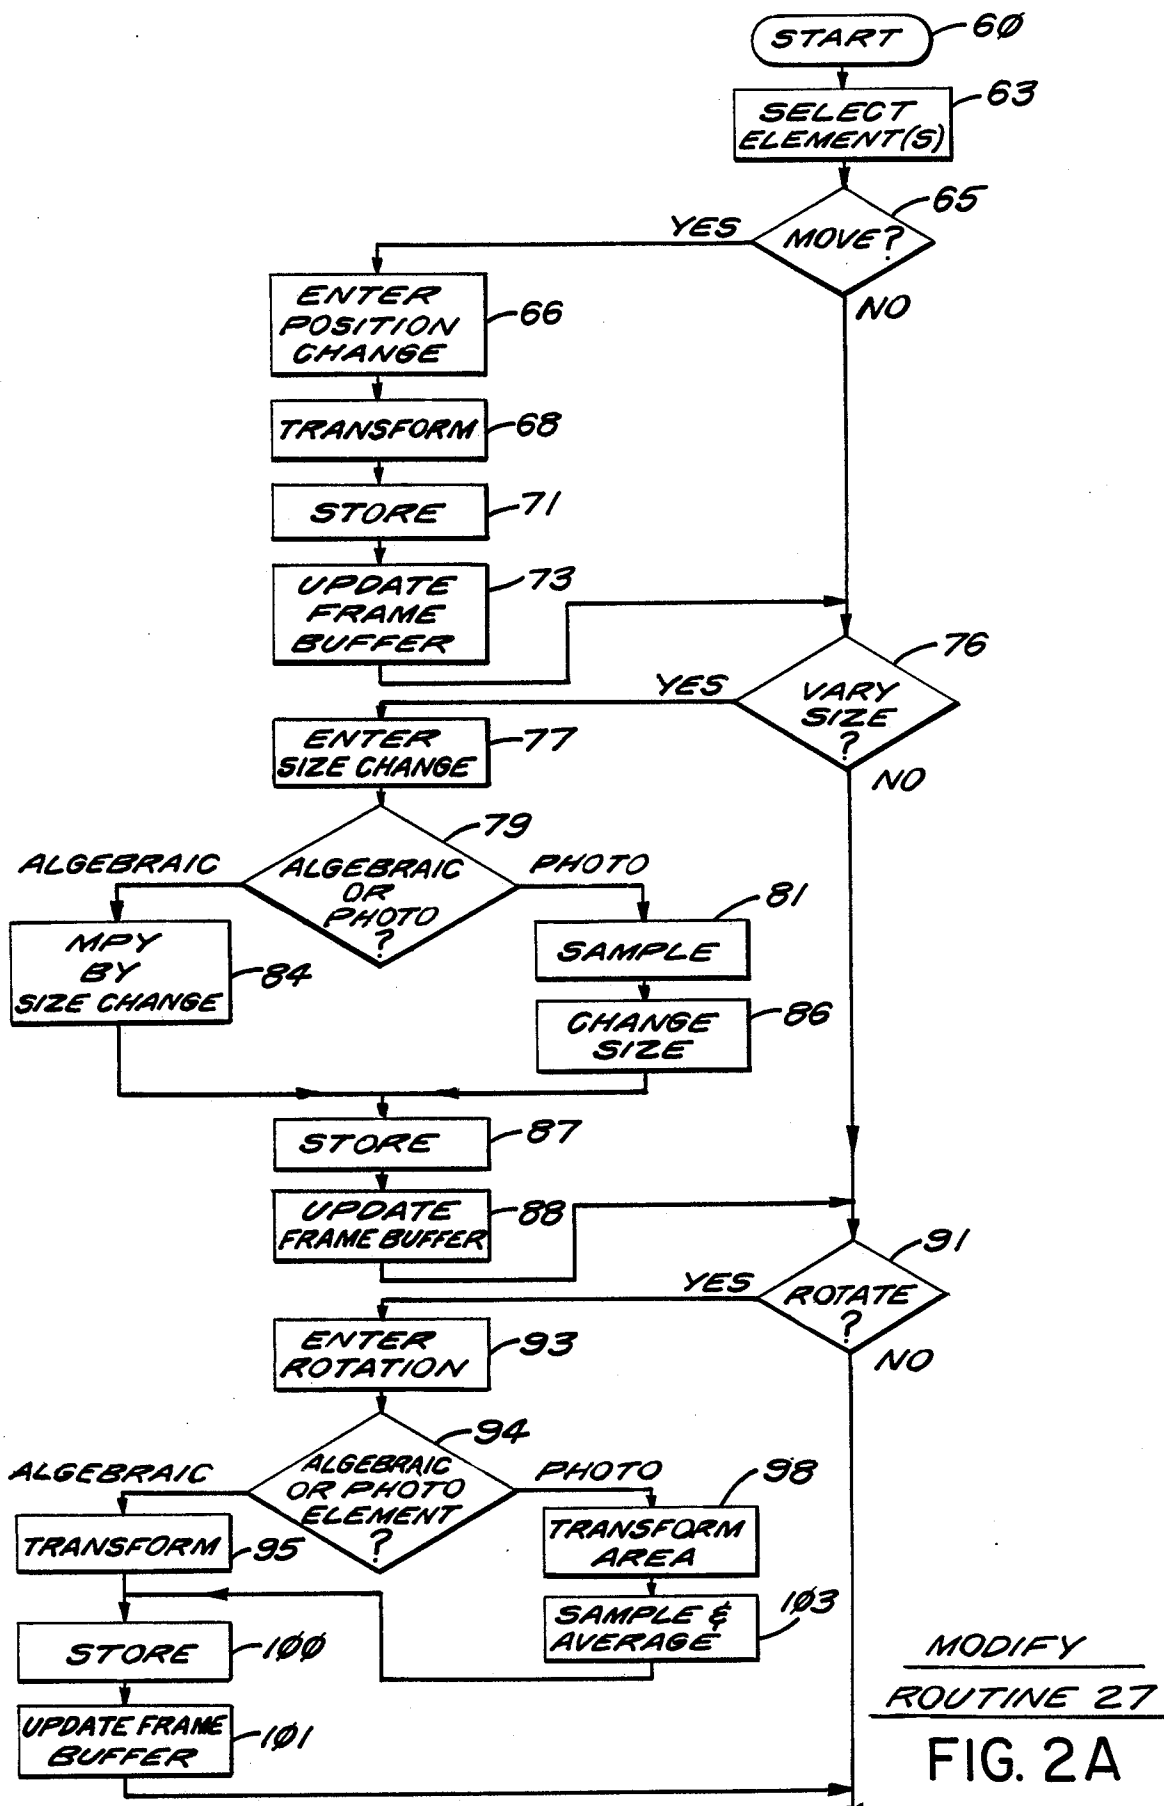 START
60
SELECT
ELEMENT(S)
63
MOVE?
65
YES
NO
ENTER
POSITION
CHANGE
66
TRANSFORM
68
STORE
71
UPDATE
FRAME
BUFFER
73
VARY
SIZE
?
76
YES
NO
ENTER
SIZE CHANGE
77
ALGEBRAIC
OR
PHOTO
?
79
ALGEBRAIC
PHOTO
MPY
BY
SIZE CHANGE
84
SAMPLE
81
CHANGE
SIZE
86
STORE
87
UPDATE
FRAME BUFFER
88
ROTATE
?
91
YES
NO
ENTER
ROTATION
93
ALGEBRAIC
OR PHOTO
ELEMENT
?
94
ALGEBRAIC
PHOTO
TRANSFORM
95
TRANSFORM
AREA
98
SAMPLE &
AVERAGE
103
STORE
100
UPDATE FRAME
BUFFER
101
MODIFY
ROUTINE 27
FIG. 2A